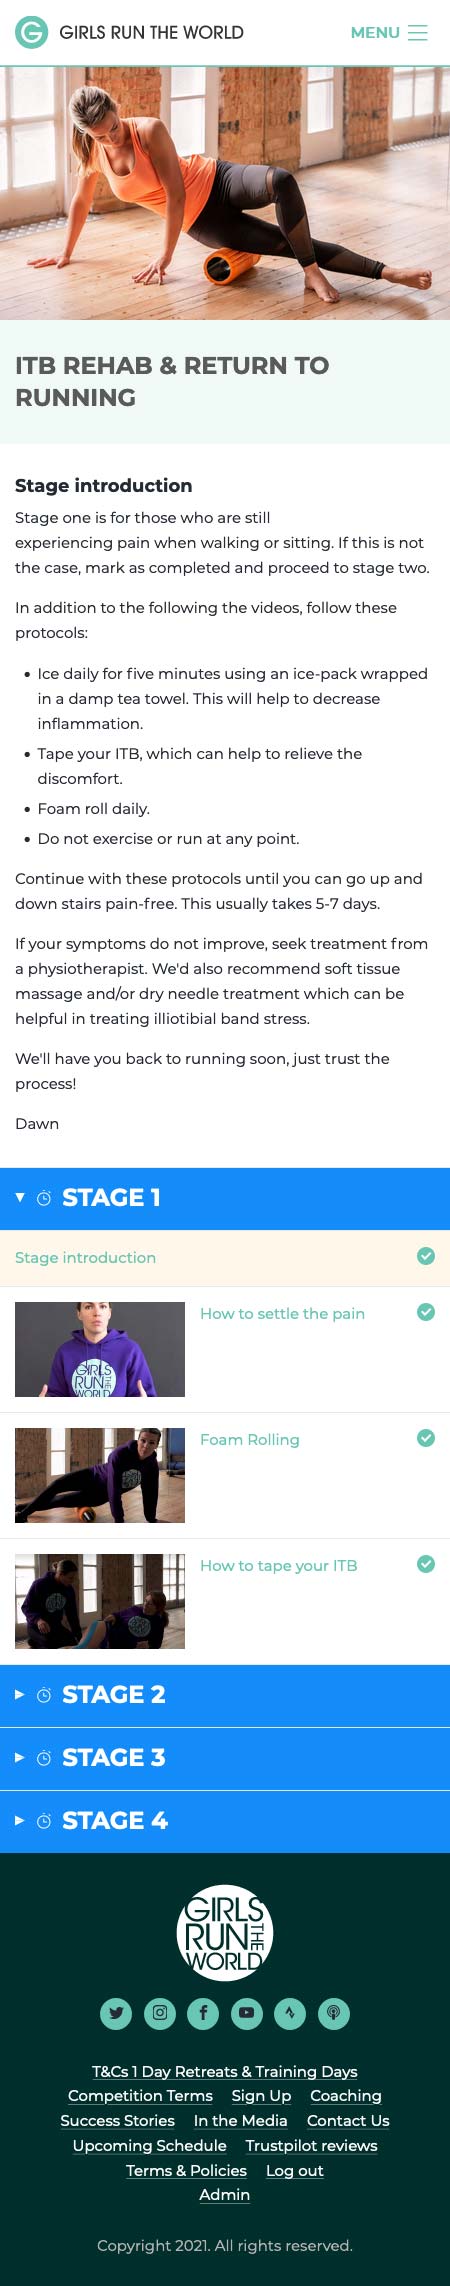 G GIRLS RUN THE WORLD MENU
ITB REHAB & RETURN TO
RUNNING
Stage introduction
Stage one is for those who are still
experiencing pain when walking or sitting. If this is not
the case, mark as completed and proceed to stage two.
In addition to the following the videos, follow these
protocols:
• Ice daily for five minutes using an ice-pack wrapped
in a damp tea towel. This will help to decrease
inflammation.
• Tape your ITB, which can help to relieve the
discomfort.
• Foam roll daily.
• Do not exercise or run at any point.
Continue with these protocols until you can go up and
down stairs pain-free. This usually takes 5-7 days.
If your symptoms do not improve, seek treatment from
a physiotherapist. We'd also recommend soft tissue
massage and/or dry needle treatment which can be
helpful in treating illiotibial band stress.
We'll have you back to running soon, just trust the
process!
Dawn
STAGE 1
Stage introduction
How to settle the pain
GIRLS
RUN THE
WORLD
Foam Rolling
How to tape your ITB
STAGE 2
STAGE 3
STAGE 4
GIRLS
RUN THE
WORLD
T&Cs 1 Day Retreats & Training Days
Competition Terms Sign Up Coaching
Success Stories In the Media Contact Us
Upcoming Schedule Trustpilot reviews
Terms & Policies Log out
Admin
Copyright 2021. All rights reserved.